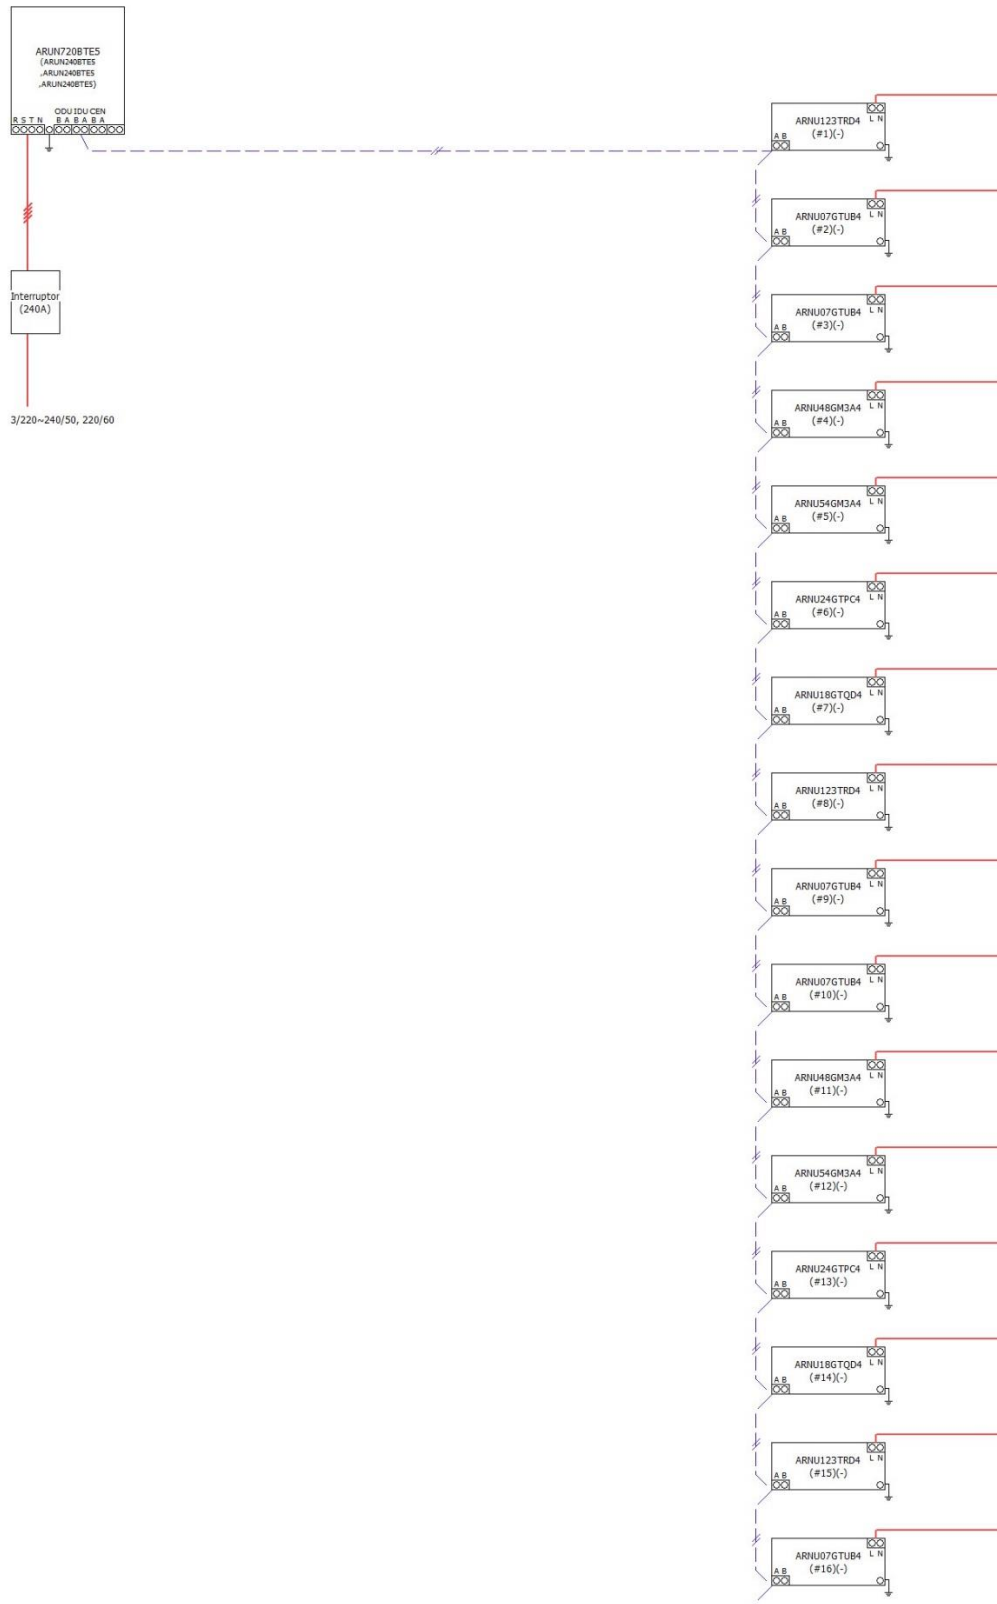 ARUN720BTE5
(ARUN240BTE5
,ARUN240BTE5
,ARUN240BTE5)
ODU IDU CEN
R S T N B A B A B A
Interruptor
(240A)
3/220~240/50, 220/60
ARNU123TRD4 L N
(#1)(-)
A B
ARNU07GTUB4 L N
(#2)(-)
A B
ARNU07GTUB4 L N
(#3)(-)
A B
ARNU48GM3A4 L N
(#4)(-)
A B
ARNU54GM3A4 L N
(#5)(-)
A B
ARNU24GTPC4 L N
(#6)(-)
A B
ARNU18GTQD4 L N
(#7)(-)
A B
ARNU123TRD4 L N
(#8)(-)
A B
ARNU07GTUB4 L N
(#9)(-)
A B
ARNU07GTUB4 L N
(#10)(-)
A B
ARNU48GM3A4 L N
(#11)(-)
A B
ARNU54GM3A4 L N
(#12)(-)
A B
ARNU24GTPC4 L N
(#13)(-)
A B
ARNU18GTQD4 L N
(#14)(-)
A B
ARNU123TRD4 L N
(#15)(-)
A B
ARNU07GTUB4 L N
(#16)(-)
A B